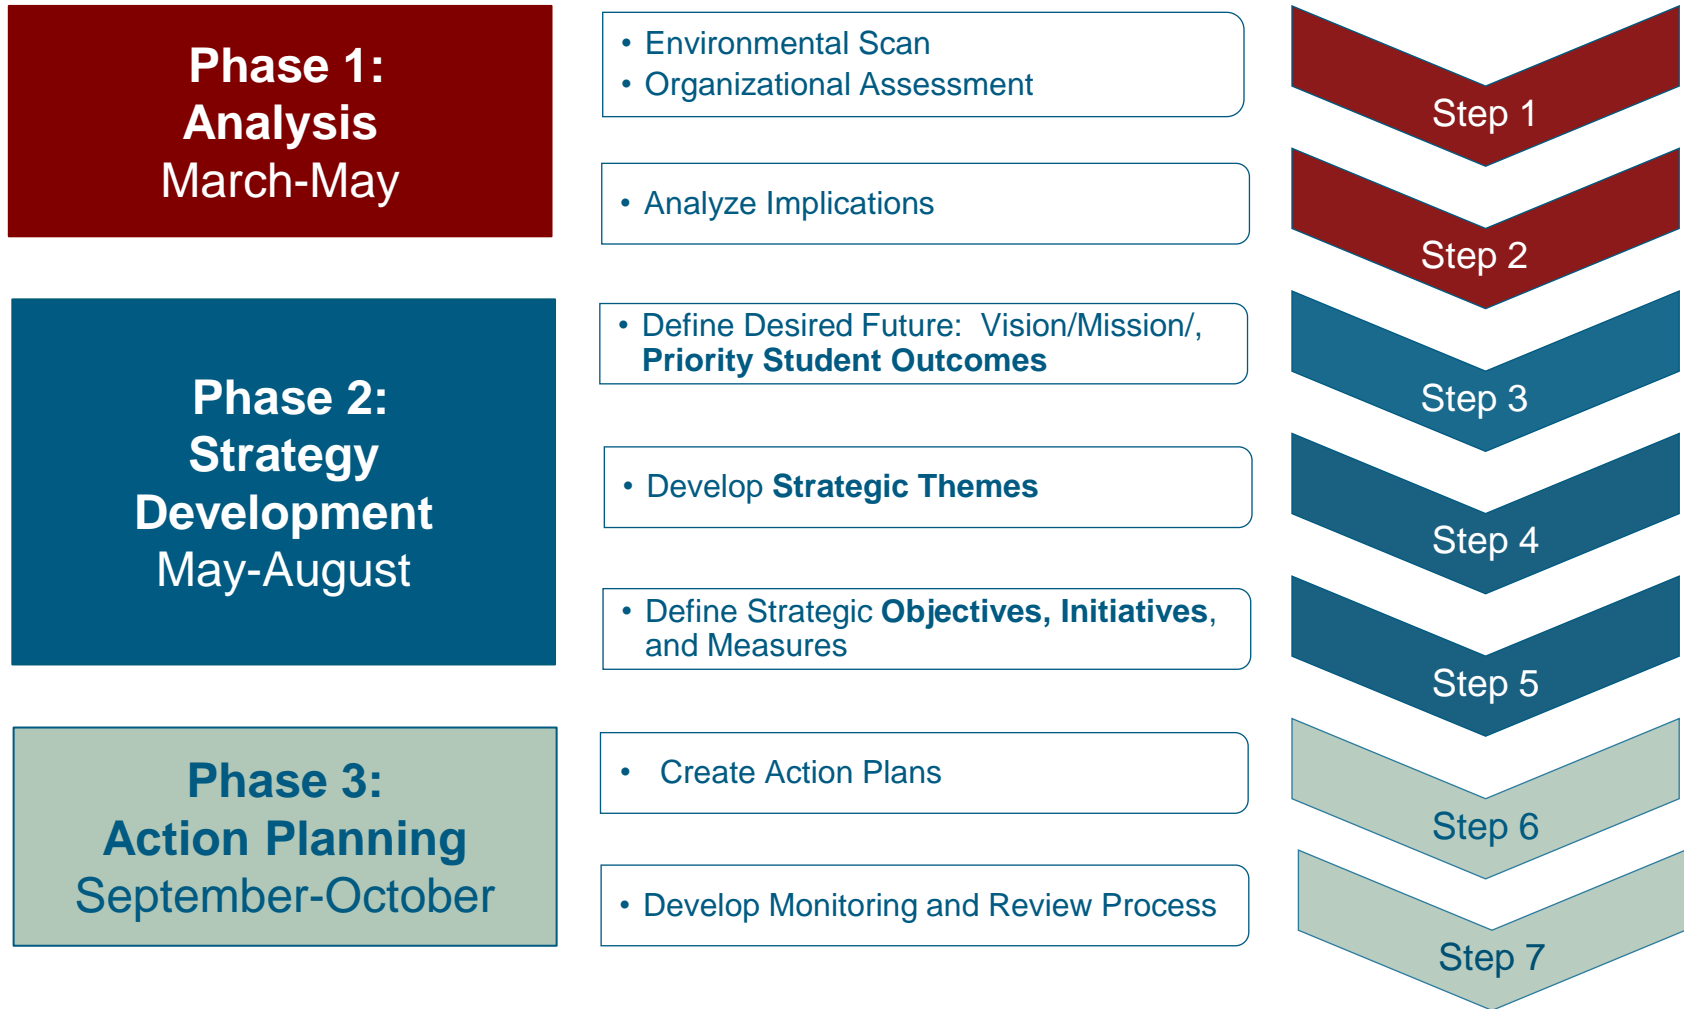 Phase 1:
Analysis
March-May
• Environmental Scan
• Organizational Assessment
Step 1
• Analyze Implications
Step 2
Phase 2:
Strategy
Development
May-August
• Define Desired Future:  Vision/Mission/,
Priority Student Outcomes
Step 3
• Develop Strategic Themes
Step 4
• Define Strategic Objectives, Initiatives,
and Measures
Step 5
Phase 3:
Action Planning
September-October
• Create Action Plans
Step 6
• Develop Monitoring and Review Process
Step 7